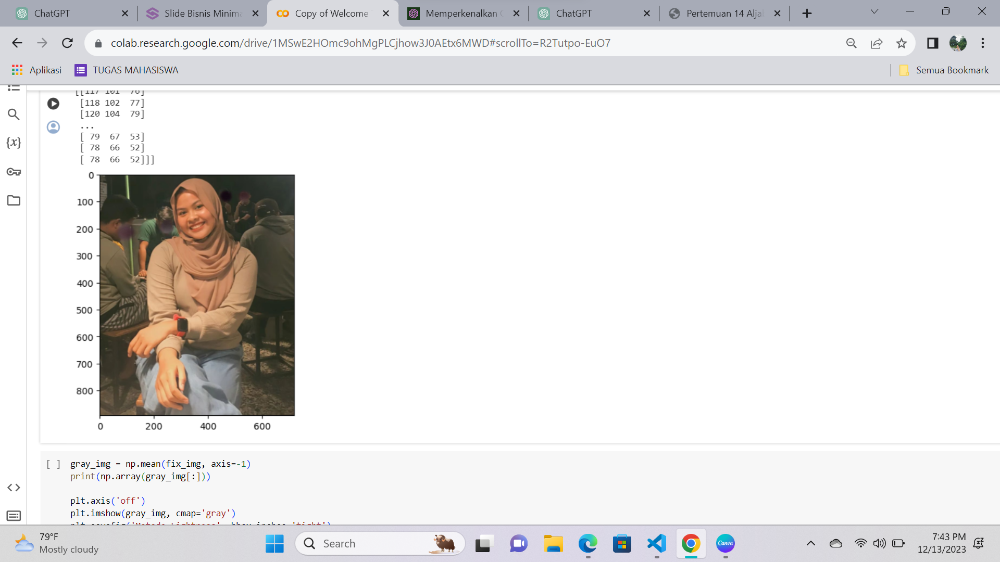 ChatGPT
Slide Bisnis Minima
Copy of Welcome
Memperkenalkan
ChatGPT
Pertemuan 14 Alja
colab.research.google.com/drive/1MSwE2HOmc9ohMgPLCjhow3J0AEtx6MWD#scrollTo=R2Tutpo-EuO7
Aplikasi
TUGAS MAHASISWA
Semua Bookmark
[[117 101 76]
[118 102 77]
[120 104 79]
...
[ 79 67 53]
[ 78 66 52]
[ 78 66 52]]]
{x}
0
100
200
300
400
500
600
700
800
0 200 400 600
[ ] gray_img = np.mean(fix_img, axis=-1)
print(np.array(gray_img[:]))
plt.axis('off')
plt.imshow(gray_img, cmap='gray')
79°F
Mostly cloudy
Search
Canva
7:43 PM
12/13/2023